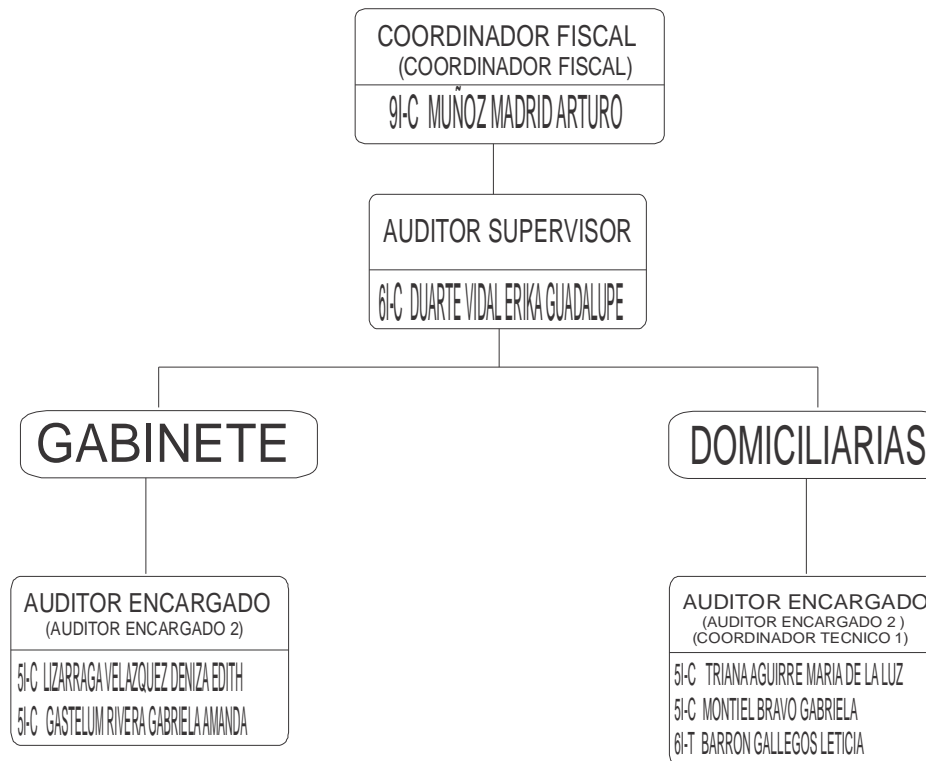 COORDINADOR FISCAL
(COORDINADOR FISCAL)
9I-C MUÑOZ MADRID ARTURO
AUDITOR SUPERVISOR
6I-C DUARTE VIDAL ERIKA GUADALUPE
GABINETE
DOMICILIARIAS
AUDITOR ENCARGADO
(AUDITOR ENCARGADO 2)
5I-C LIZARRAGA VELAZQUEZ DENIZA EDITH
5I-C GASTELUM RIVERA GABRIELA AMANDA
AUDITOR ENCARGADO
(AUDITOR ENCARGADO 2 )
(COORDINADOR TECNICO 1)
5I-C TRIANA AGUIRRE MARIA DE LA LUZ
5I-C MONTIEL BRAVO GABRIELA
6I-T BARRON GALLEGOS LETICIA